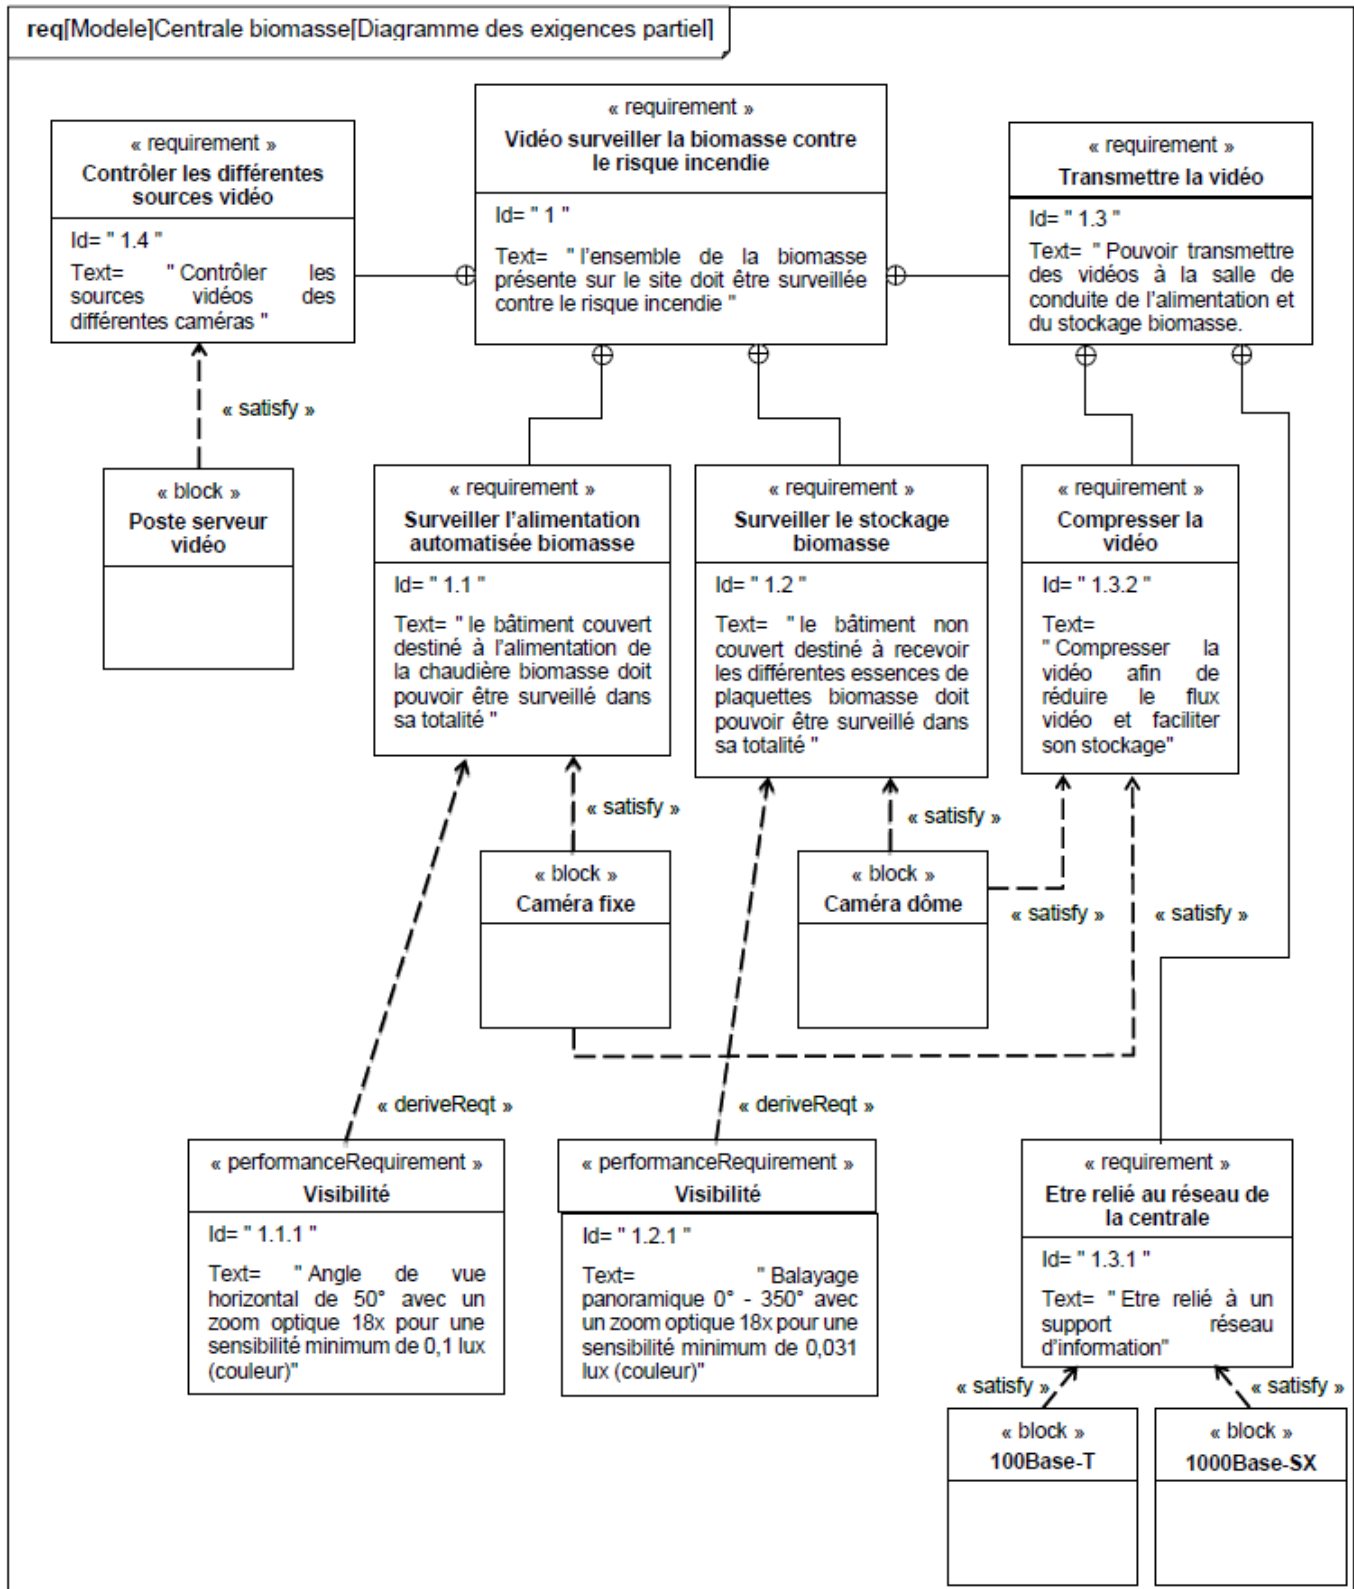 req[Modele]Centrale biomasse[Diagramme des exigences partiel]
« requirement »
Contrôler les différentes
sources vidéo
Id= " 1.4 "
Text= " Contrôler les
sources vidéos des
différentes caméras "
« requirement »
Vidéo surveiller la biomasse contre
le risque incendie
Id= " 1 "
Text= " l'ensemble de la biomasse
présente sur le site doit être surveillée
contre le risque incendie "
« requirement »
Transmettre la vidéo
Id= " 1.3 "
Text= " Pouvoir transmettre
des vidéos à la salle de
conduite de l'alimentation et
du stockage biomasse.
« satisfy »
« block »
Poste serveur
vidéo
« requirement »
Surveiller l'alimentation
automatisée biomasse
Id= " 1.1 "
Text= " le bâtiment couvert
destiné à l'alimentation de
la chaudière biomasse doit
pouvoir être surveillé dans
sa totalité "
« requirement »
Surveiller le stockage
biomasse
Id= " 1.2 "
Text= " le bâtiment non
couvert destiné à recevoir
les différentes essences de
plaquettes biomasse doit
pouvoir être surveillé dans
sa totalité "
« requirement »
Compresser la
vidéo
Id= " 1.3.2 "
Text=
" Compresser la
vidéo afin de
réduire le flux
vidéo et faciliter
son stockage"
« satisfy »
« satisfy »
« block »
Caméra fixe
« block »
Caméra dôme
« satisfy »
« satisfy »
« deriveReqt »
« deriveReqt »
« performanceRequirement »
Visibilité
Id= " 1.1.1 "
Text= " Angle de vue
horizontal de 50° avec un
zoom optique 18x pour une
sensibilité minimum de 0,1 lux
(couleur)"
« performanceRequirement »
Visibilité
Id= " 1.2.1 "
Text= " Balayage
panoramique 0° - 350° avec
un zoom optique 18x pour une
sensibilité minimum de 0,031
lux (couleur)"
« requirement »
Etre relié au réseau de
la centrale
Id= " 1.3.1 "
Text= " Etre relié à un
support réseau
d'information"
« satisfy »
« satisfy »
« block »
100Base-T
« block »
1000Base-SX